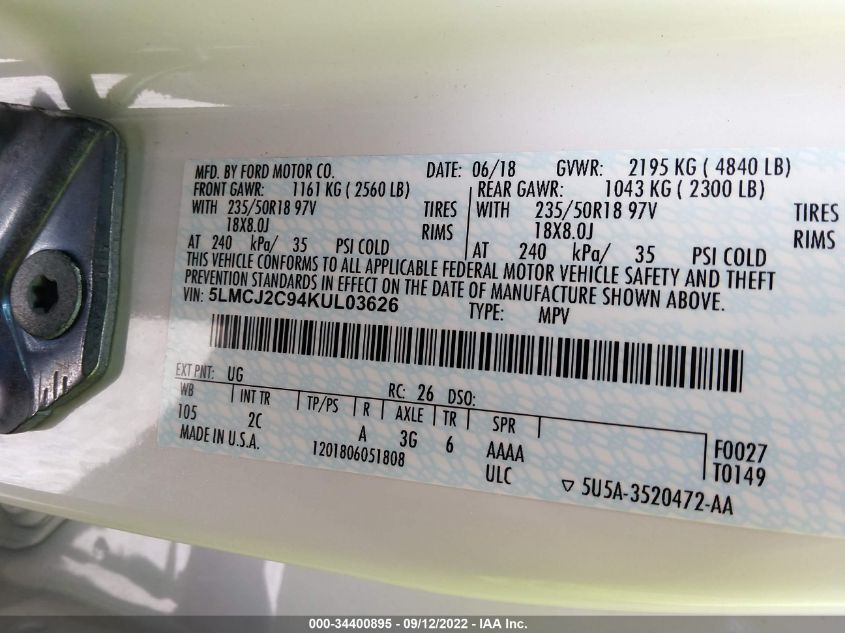 MFD. BY FORD MOTOR CO. DATE: 06/18 GVWR: 2195 KG ( 4840 LB)
FRONT GAWR: 1161 KG ( 2560 LB) REAR GAWR: 1043 KG ( 2300 LB)
WITH 235/50R18 97V TIRES WITH 235/50R18 97V TIRES
18X8.0J RIMS 18X8.0J RIMS
AT 240 kPa/ 35 PSI COLD AT 240 kPa/ 35 PSI COLD
THIS VEHICLE CONFORMS TO ALL APPLICABLE FEDERAL MOTOR VEHICLE SAFETY AND THEFT
PREVENTION STANDARDS IN EFFECT ON THE DATE OF MANUFACTURE SHOWN ABOVE.
VIN: 5LMCJ2C94KUL03626 TYPE: MPV
EXT PNT: UG RC: 26 DSO:
WB INT TR TP/PS R AXLE TR SPR
105 2C A 3G 6 AAAA F0027
MADE IN U.S.A. 1201806051808 ULC T0149
5U5A-3520472-AA
000-34400895 - 09/12/2022 - IAA Inc.